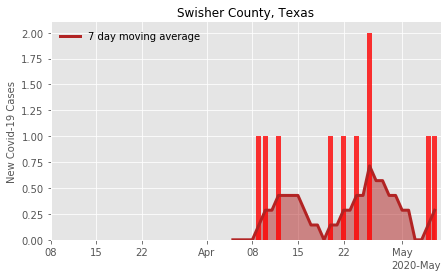 Swisher County, Texas
7 day moving average
New Covid-19 Cases
2.00
1.75
1.50
1.25
1.00
0.75
0.50
0.25
0.00
08 15 22 Apr 08 15 22 May
2020-May